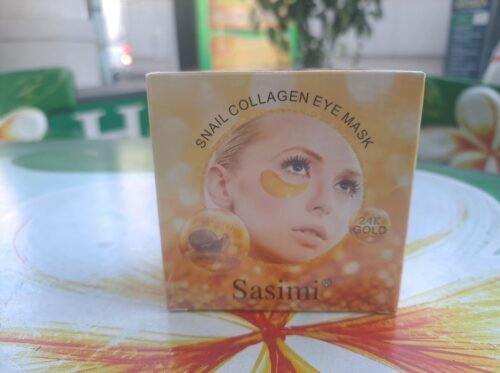 SNAIL COLLAGEN EYE MASK
24K
GOLD
Sasimi®